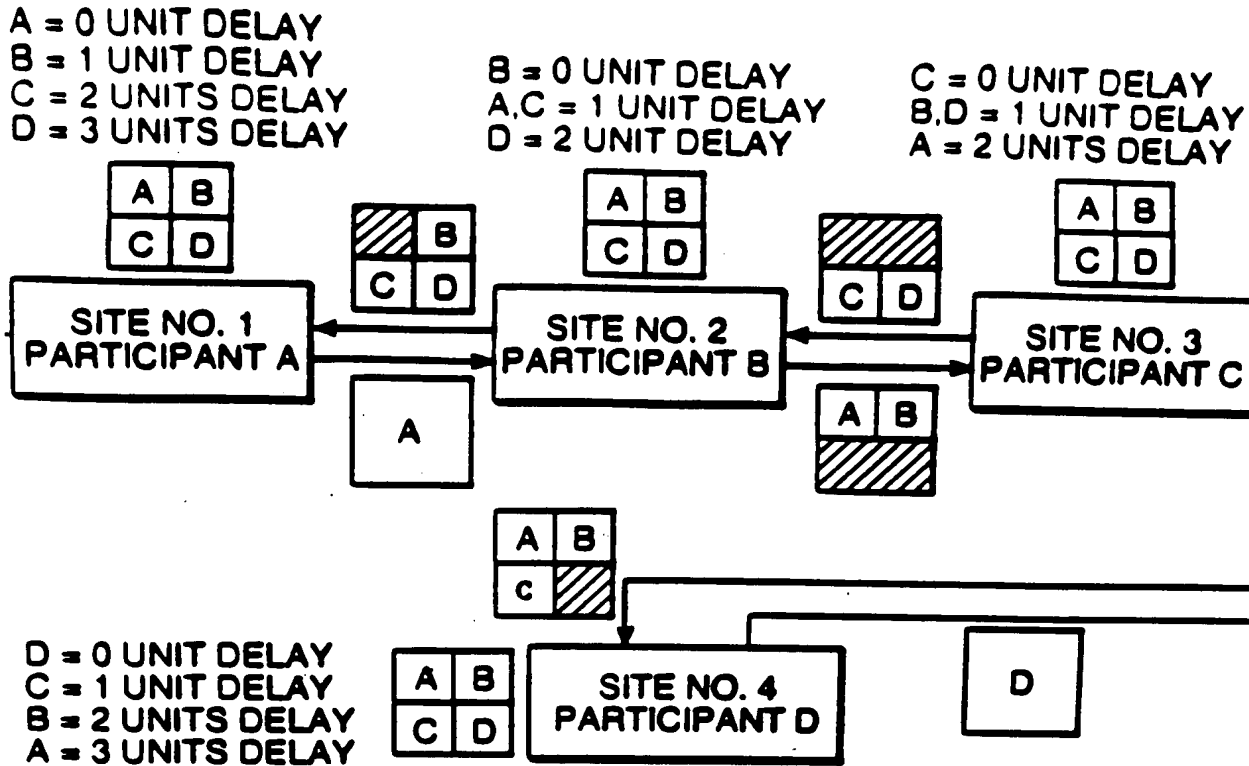 A = 0 UNIT DELAY
B = 1 UNIT DELAY
C = 2 UNITS DELAY
D = 3 UNITS DELAY
B = 0 UNIT DELAY
A,C = 1 UNIT DELAY
D = 2 UNIT DELAY
C = 0 UNIT DELAY
B,D = 1 UNIT DELAY
A = 2 UNITS DELAY
A B
C D
B
C D
A B
C D
C D
A B
C D
SITE NO. 1
PARTICIPANT A
SITE NO. 2
PARTICIPANT B
SITE NO. 3
PARTICIPANT C
A
A B
A B
C
D = 0 UNIT DELAY
C = 1 UNIT DELAY
B = 2 UNITS DELAY
A = 3 UNITS DELAY
A B
C D
SITE NO. 4
PARTICIPANT D
D